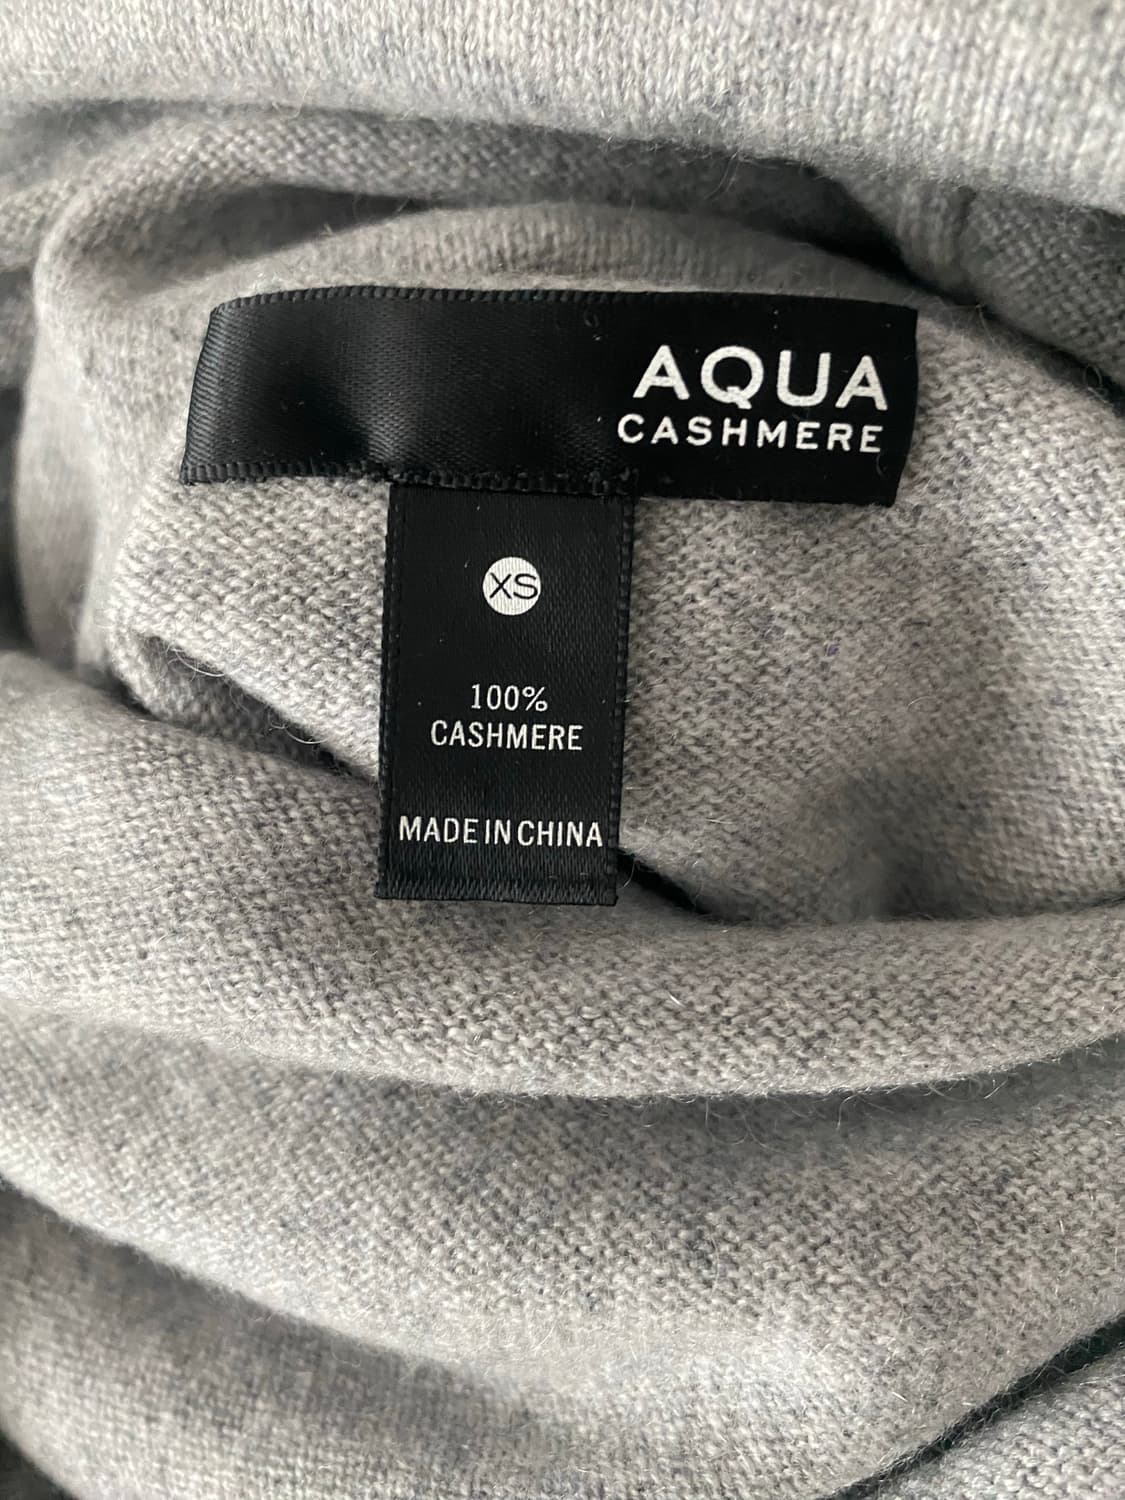 AQUA
CASHMERE
XS
100%
CASHMERE
MADE IN CHINA